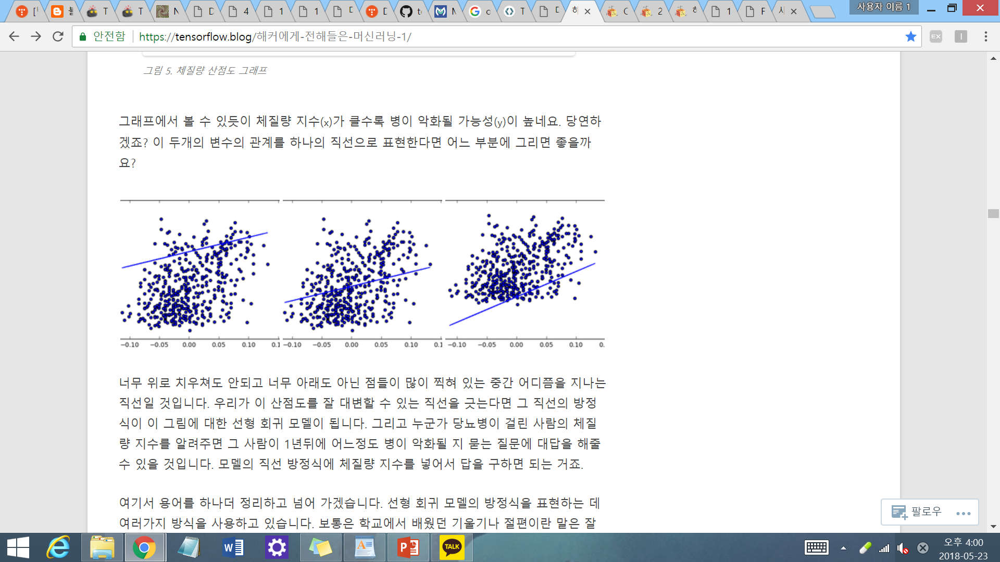 사용자 이름 1
안전함
https://tensorflow.blog/해커에게-전해들은-머신러닝-1/
그림 5. 체질량 산점도 그래프
그래프에서 볼 수 있듯이 체질량 지수(x)가 클수록 병이 악화될 가능성(y)이 높네요. 당연하
겠죠? 이 두개의 변수의 관계를 하나의 직선으로 표현한다면 어느 부분에 그리면 좋을까
요?
−0.10 −0.05 0.00 0.05 0.10 −0.10 −0.05 0.00 0.05 0.10 −0.10 −0.05 0.00 0.05 0.10
너무 위로 치우쳐도 안되고 너무 아래도 아닌 점들이 많이 찍혀 있는 중간 어디쯤을 지나는
직선일 것입니다. 우리가 이 산점도를 잘 대변할 수 있는 직선을 긋는다면 그 직선의 방정
식이 이 그림에 대한 선형 회귀 모델이 됩니다. 그리고 누군가 당뇨병이 걸린 사람의 체질
량 지수를 알려주면 그 사람이 1년뒤에 어느정도 병이 악화될 지 묻는 질문에 대답을 해줄
수 있을 것입니다. 모델의 직선 방정식에 체질량 지수를 넣어서 답을 구하면 되는 거죠.
여기서 용어를 하나더 정리하고 넘어 가겠습니다. 선형 회귀 모델의 방정식을 표현하는 데
여러가지 방식을 사용하고 있습니다. 보통은 학교에서 배웠던 기울기나 절편이란 말은 잘
팔로우
TALK
오후 4:00
2018-05-23